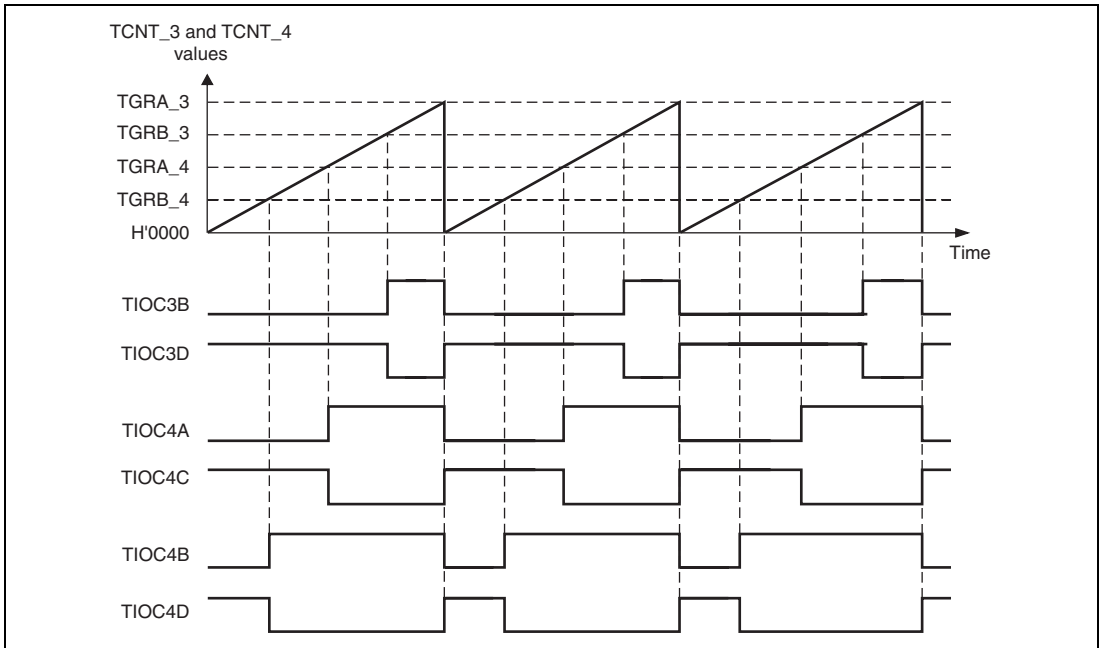 TCNT_3 and TCNT_4
values
TGRA_3
TGRB_3
TGRA_4
TGRB_4
H'0000
Time
TIOC3B
TIOC3D
TIOC4A
TIOC4C
TIOC4B
TIOC4D